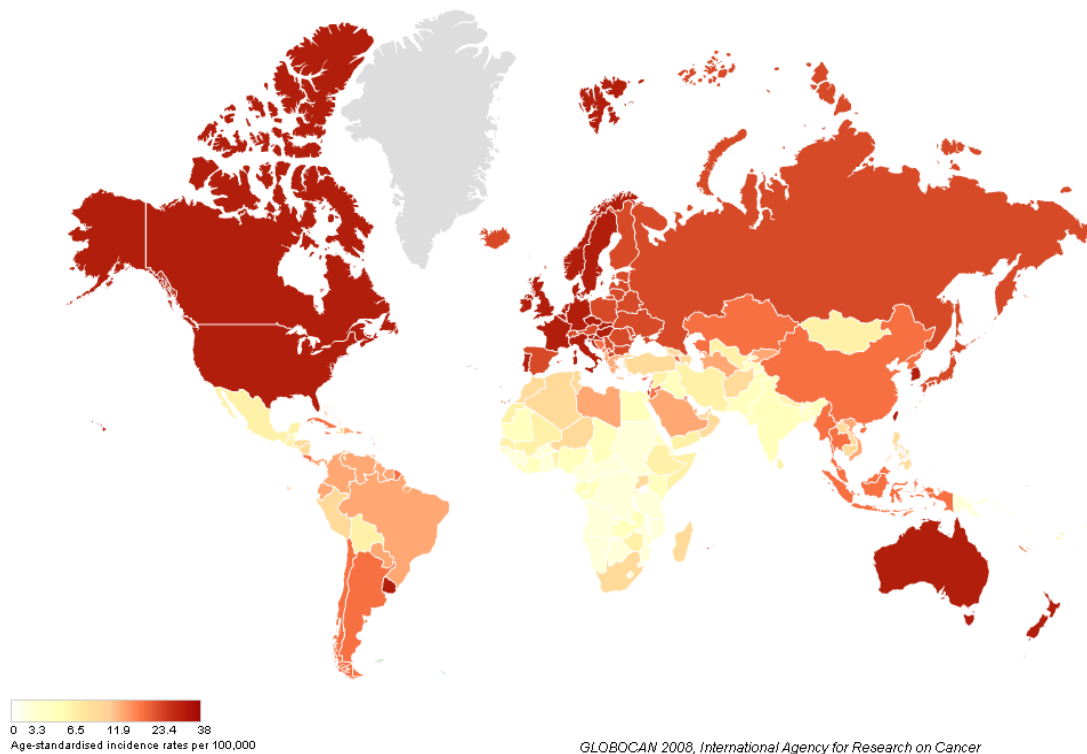 0 3.3 6.5 11.9 23.4 38
Age-standardised incidence rates per 100,000
GLOBOCAN 2008, International Agency for Research on Cancer